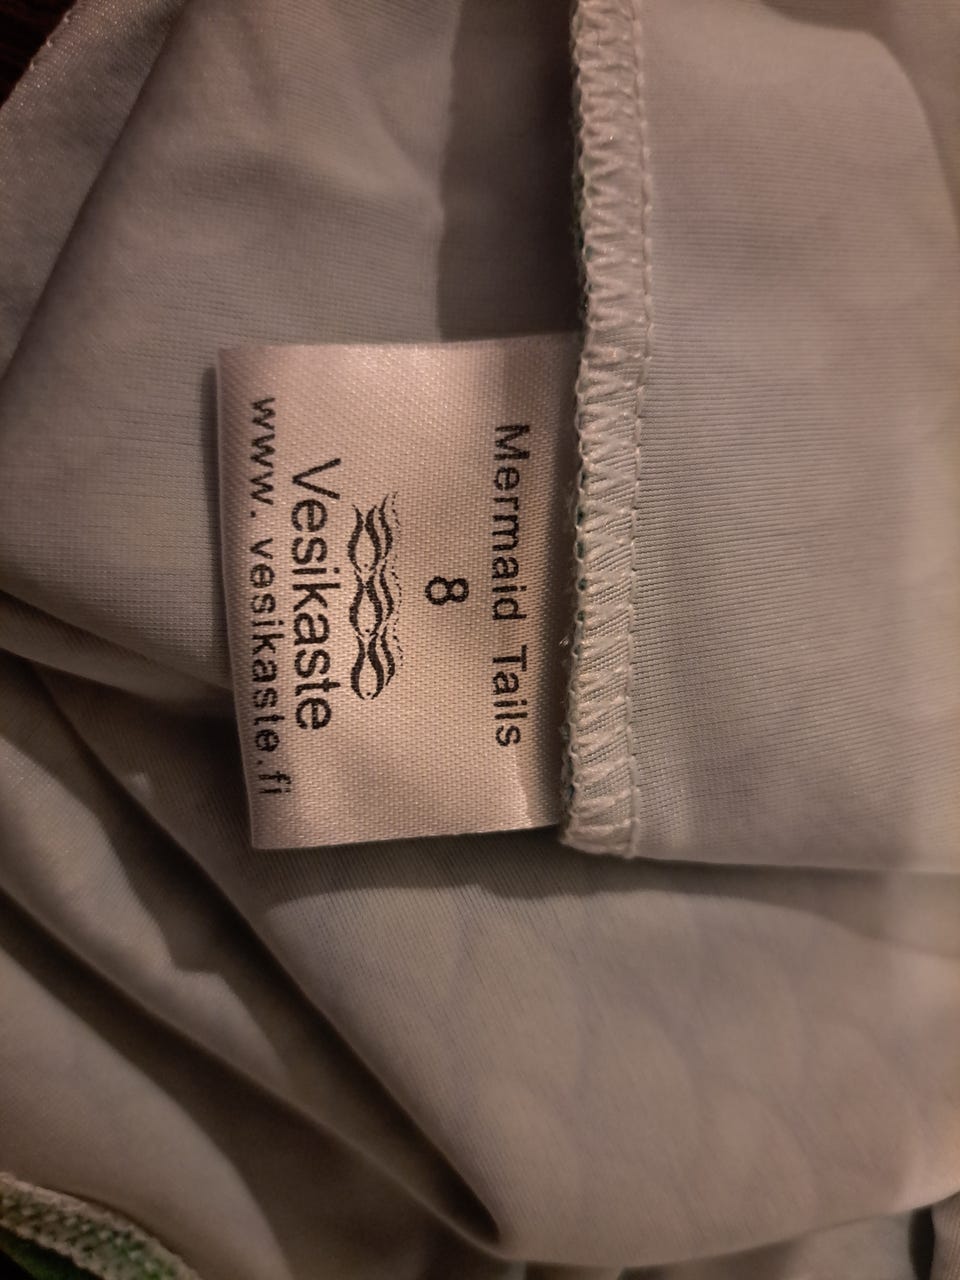 Mermaid Tails
8
Vesikaste
www.vesikaste.fi